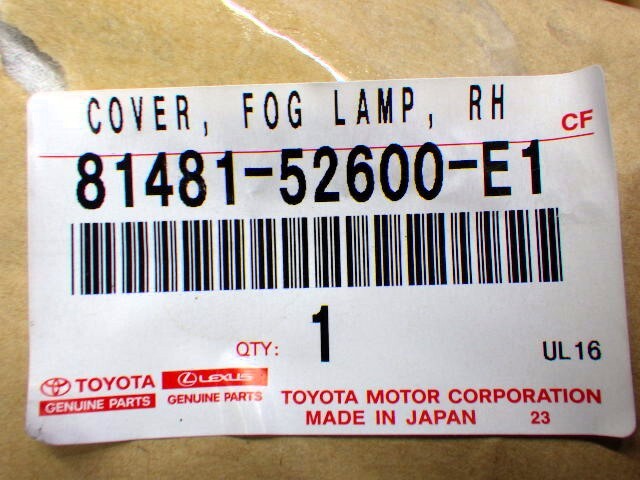 COVER, FOG LAMP, RH
CF
81481-52600-E1
QTY: 1
UL16
TOYOTA
GENUINE PARTS
LEXUS
GENUINE PARTS
TOYOTA MOTOR CORPORATION
MADE IN JAPAN 23